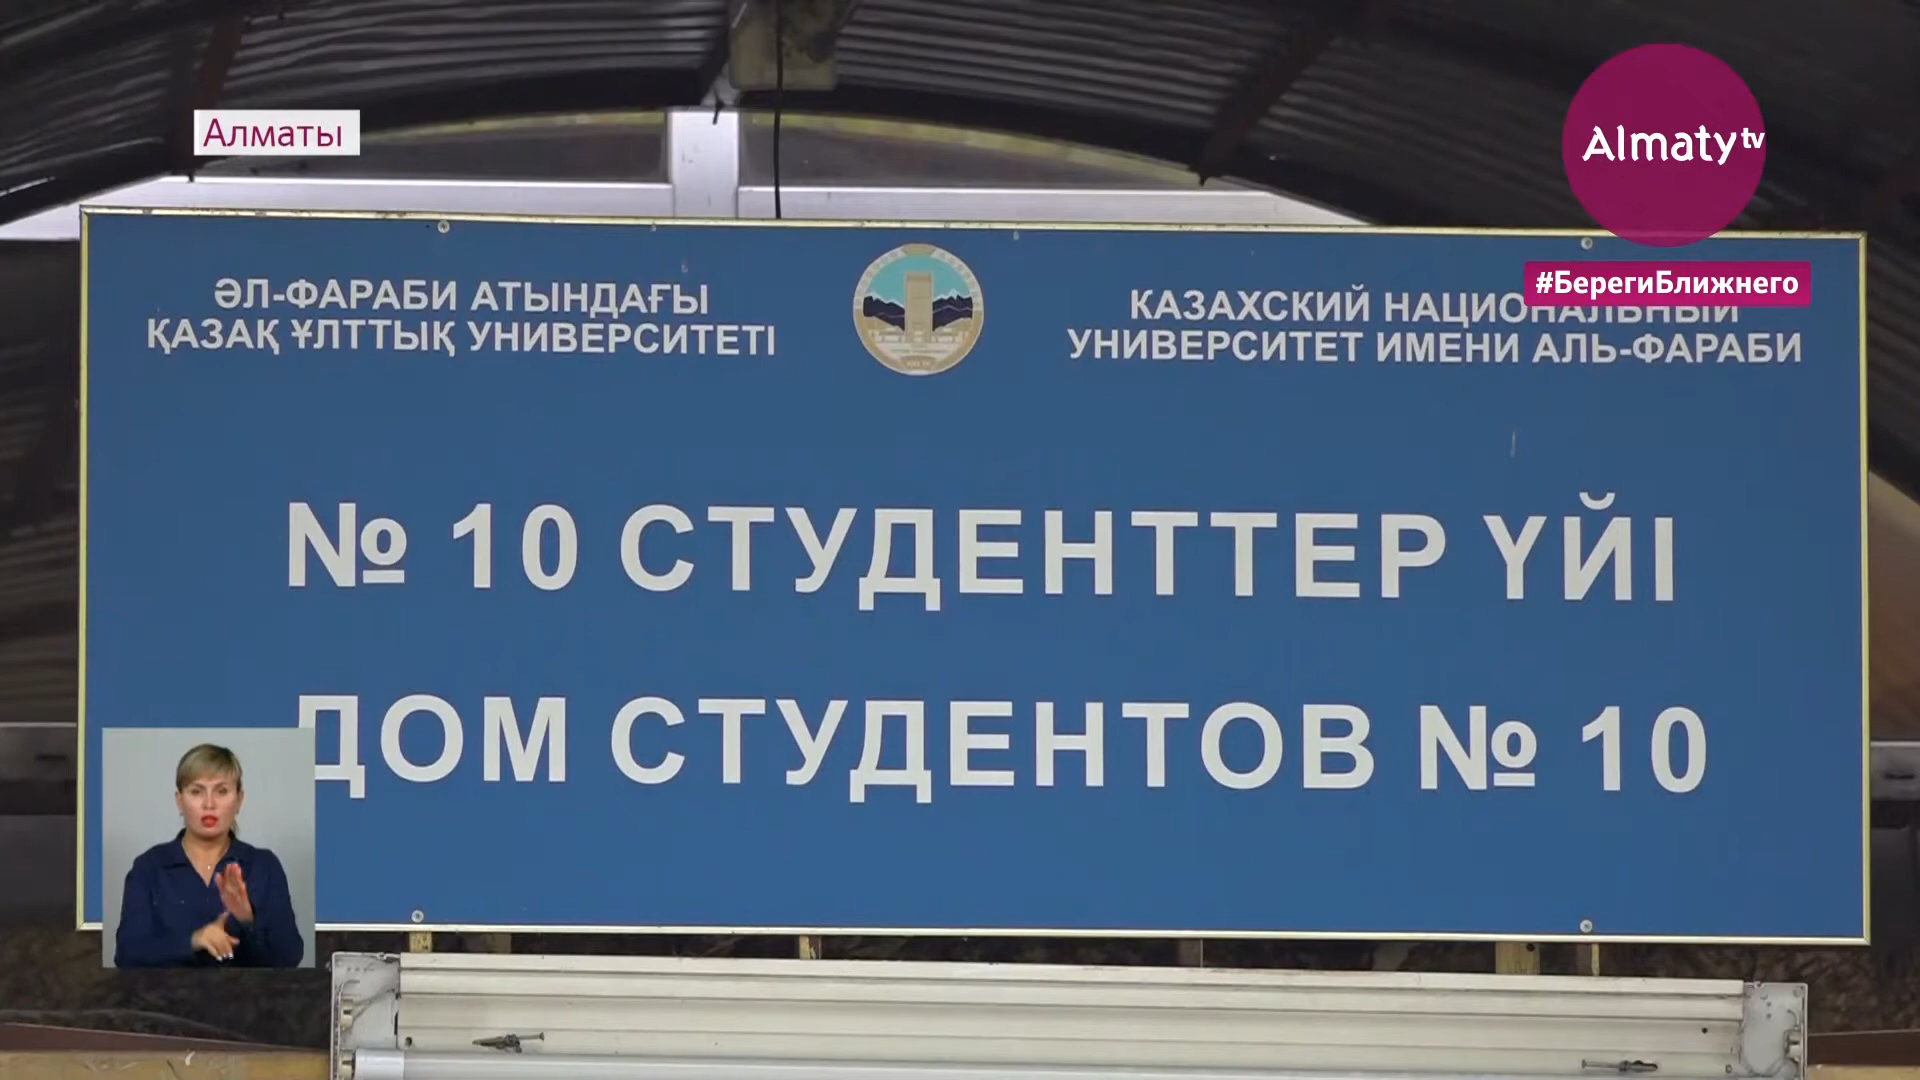 Алматы
Almaty tv
#БерегиБлижнего
ӘЛ-ФАРАБИ АТЫНДАҒЫ
ҚАЗАҚ ҰЛТТЫҚ УНИВЕРСИТЕТІ
КАЗАХСКИЙ НАЦИОНАЛЬНЫЙ
УНИВЕРСИТЕТ ИМЕНИ АЛЬ-ФАРАБИ
№ 10 СТУДЕНТТЕР ҮЙІ
ДОМ СТУДЕНТОВ № 10